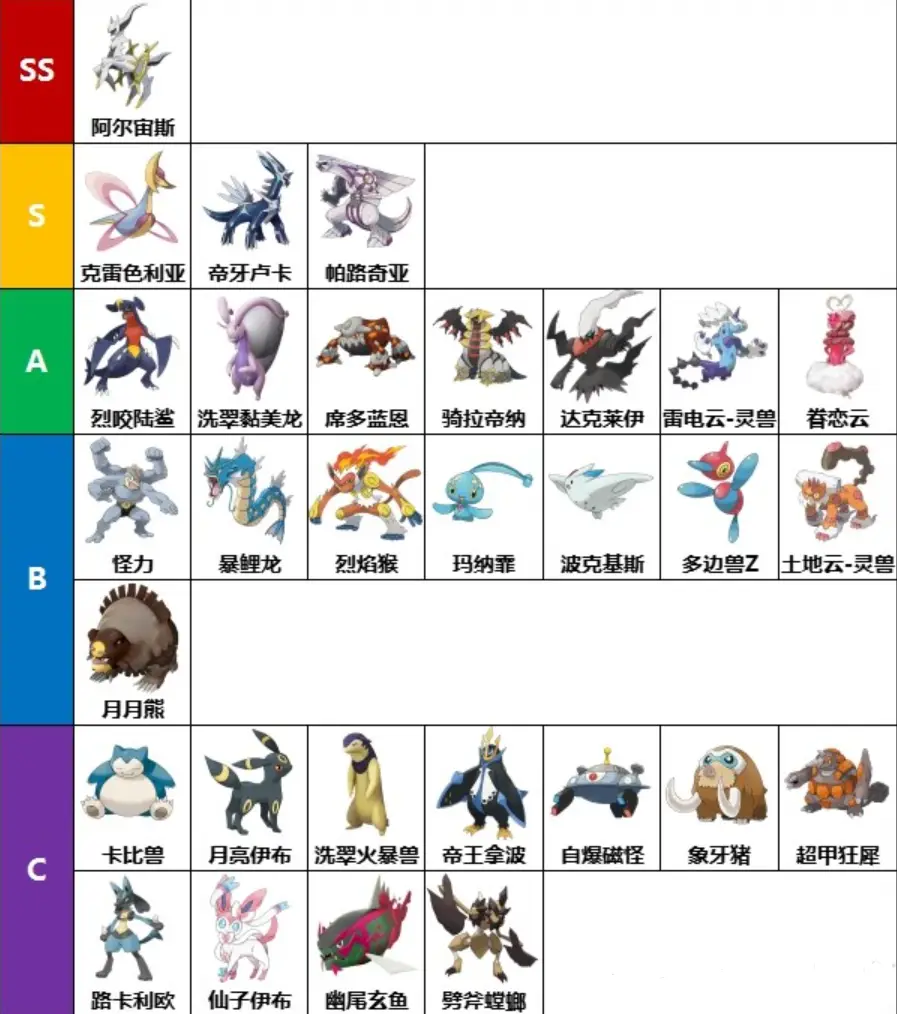 SS
阿尔宙斯
S
克雷色利亚 帝牙卢卡 帕路奇亚
A
烈咬陆鲨 洗翠黏美龙 席多蓝恩 骑拉帝纳 达克莱伊 雷电云-灵兽 眷恋云
B
怪力 暴鲤龙 烈焰猴 玛纳霏 波克基斯 多边兽Z 土地云-灵兽
月月熊
C
卡比兽 月亮伊布 洗翠火暴兽 帝王拿波 自爆磁怪 象牙猪 超甲狂犀
路卡利欧 仙子伊布 幽尾玄鱼 劈斧螳螂